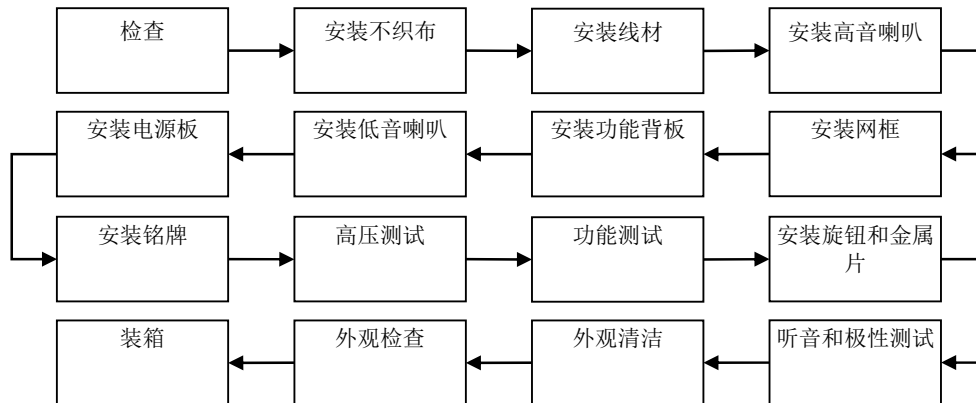 检查
安装不织布
安装线材
安装高音喇叭
安装电源板
安装低音喇叭
安装功能背板
安装网框
安装铭牌
高压测试
功能测试
安装旋钮和金属
片
装箱
外观检查
外观清洁
听音和极性测试